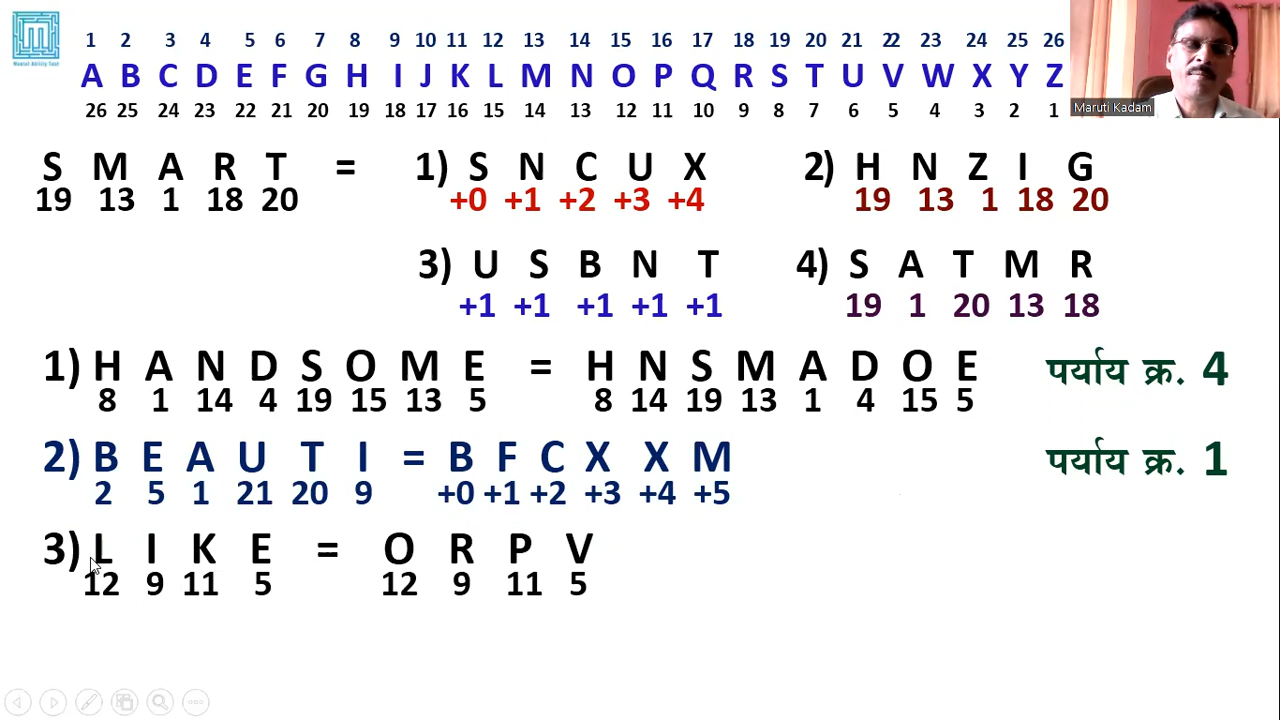 m
Mental Ability Test
1 2 3 4 5 6 7 8 9 10 11 12 13 14 15 16 17 18 19 20 21 22 23 24 25 26
A B C D E F G H I J K L M N O P Q R S T U V W X Y Z
26 25 24 23 22 21 20 19 18 17 16 15 14 13 12 11 10 9 8 7 6 5 4 3 2 1
Maruti Kadam
S M A R T = 1) S N C U X 2) H N Z I G
19 13 1 18 20 +0 +1 +2 +3 +4 19 13 1 18 20
3) U S B N T 4) S A T M R
+1 +1 +1 +1 +1 19 1 20 13 18
1) H A N D S O M E = H N S M A D O E पर्याय क्र. 4
8 1 14 4 19 15 13 5 8 14 19 13 1 4 15 5
2) B E A U T I = B F C X X M पर्याय क्र. 1
2 5 1 21 20 9 +0 +1 +2 +3 +4 +5
3) L I K E = O R P V
12 9 11 5 12 9 11 5